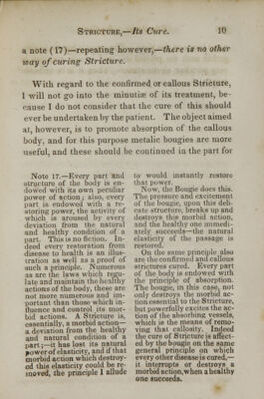 STRICTURE,—Its Cure. 10
a note (17)—repeating however,—there is no other
way of curing Stricture.
With regard to the confirmed or callous Stricture,
I will not go into the minutiæ of its treatment, be-
cause I do not consider that the cure of this should
ever be undertaken by the patient. The object aimed
at, however, is to promote absorption of the callous
body, and for this purpose metalic bougies are more
useful, and these should be continued in the part for
Note 17.—Every part and
structure of the body is en-
dowed with its own peculiar
power of action; also, every
part is endowed with a re-
storing power, the activity of
which is aroused by every
deviation from the natural
and healthy condition of a
part. This is no fiction. In-
deed every restoration from
disease to health is an illus-
tration as well as a proof of
such a principle. Numerous
as are the laws which regu-
late and maintain the healthy
actions of the body, these are
not more numerous and im-
portant than those which in-
fluence and control its mor-
bid actions. A Stricture is,
essentially, a morbid action—
a deviation from the healthy
and natural condition of a
part;—it has lost its natural
power of elasticity, and if that
morbid action which destroy-
ed this elasticity could be re-
moved, the principle I allude
to would instantly restore
that power.
Now, the Bougie does this.
The pressure and excitement
of the bougie, upon this deli-
cate structure, breaks up and
destroys this morbid action,
and the healthy one immedi-
ately succeeds—the natural
elasticity of the passage is
restored.
On the same principle also
are the confirmed and callous
strictures cured. Every part
of the body is endowed with
the principle of absorption.
The bougie, in this case, not
only destroys the morbid ac-
tion essential to the Stricture,
but powerfully excites the ac-
tion of the absorbing vessels,
which is the means of remo-
ving that callosity. Indeed
the cure of Stricture is affect-
ed by the bougie on the same
general principle on which
every other disease is cured,—
it interrupts or destroys a
morbid action, when a healthy
one succeeds.